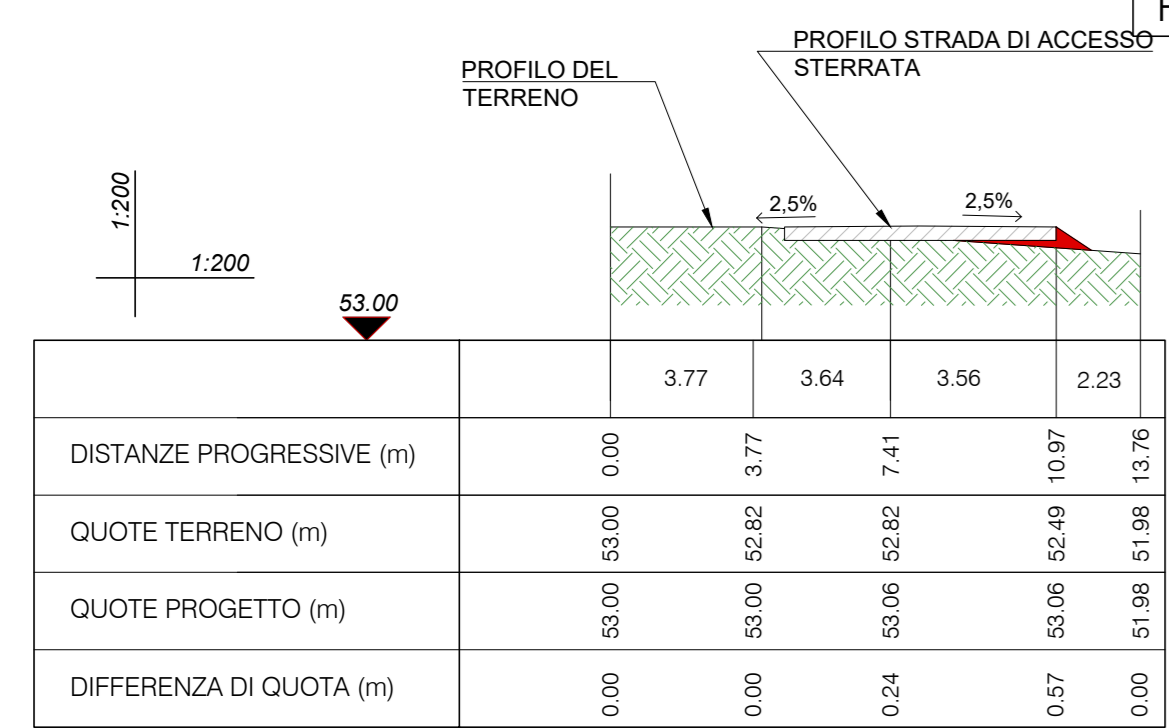 PROFILO STRADA DI ACCESSO
STERRATA
PROFILO DEL
TERRENO
1:200
1:200
2,5%
2,5%
53.00
3.77 3.64 3.56 2.23
DISTANZE PROGRESSIVE (m) 0.00 3.77 7.41 10.97 13.76
QUOTE TERRENO (m) 53.00 52.82 52.82 52.49 51.98
QUOTE PROGETTO (m) 53.00 53.00 53.06 53.06 51.98
DIFFERENZA DI QUOTA (m) 0.00 0.00 0.24 0.57 0.00